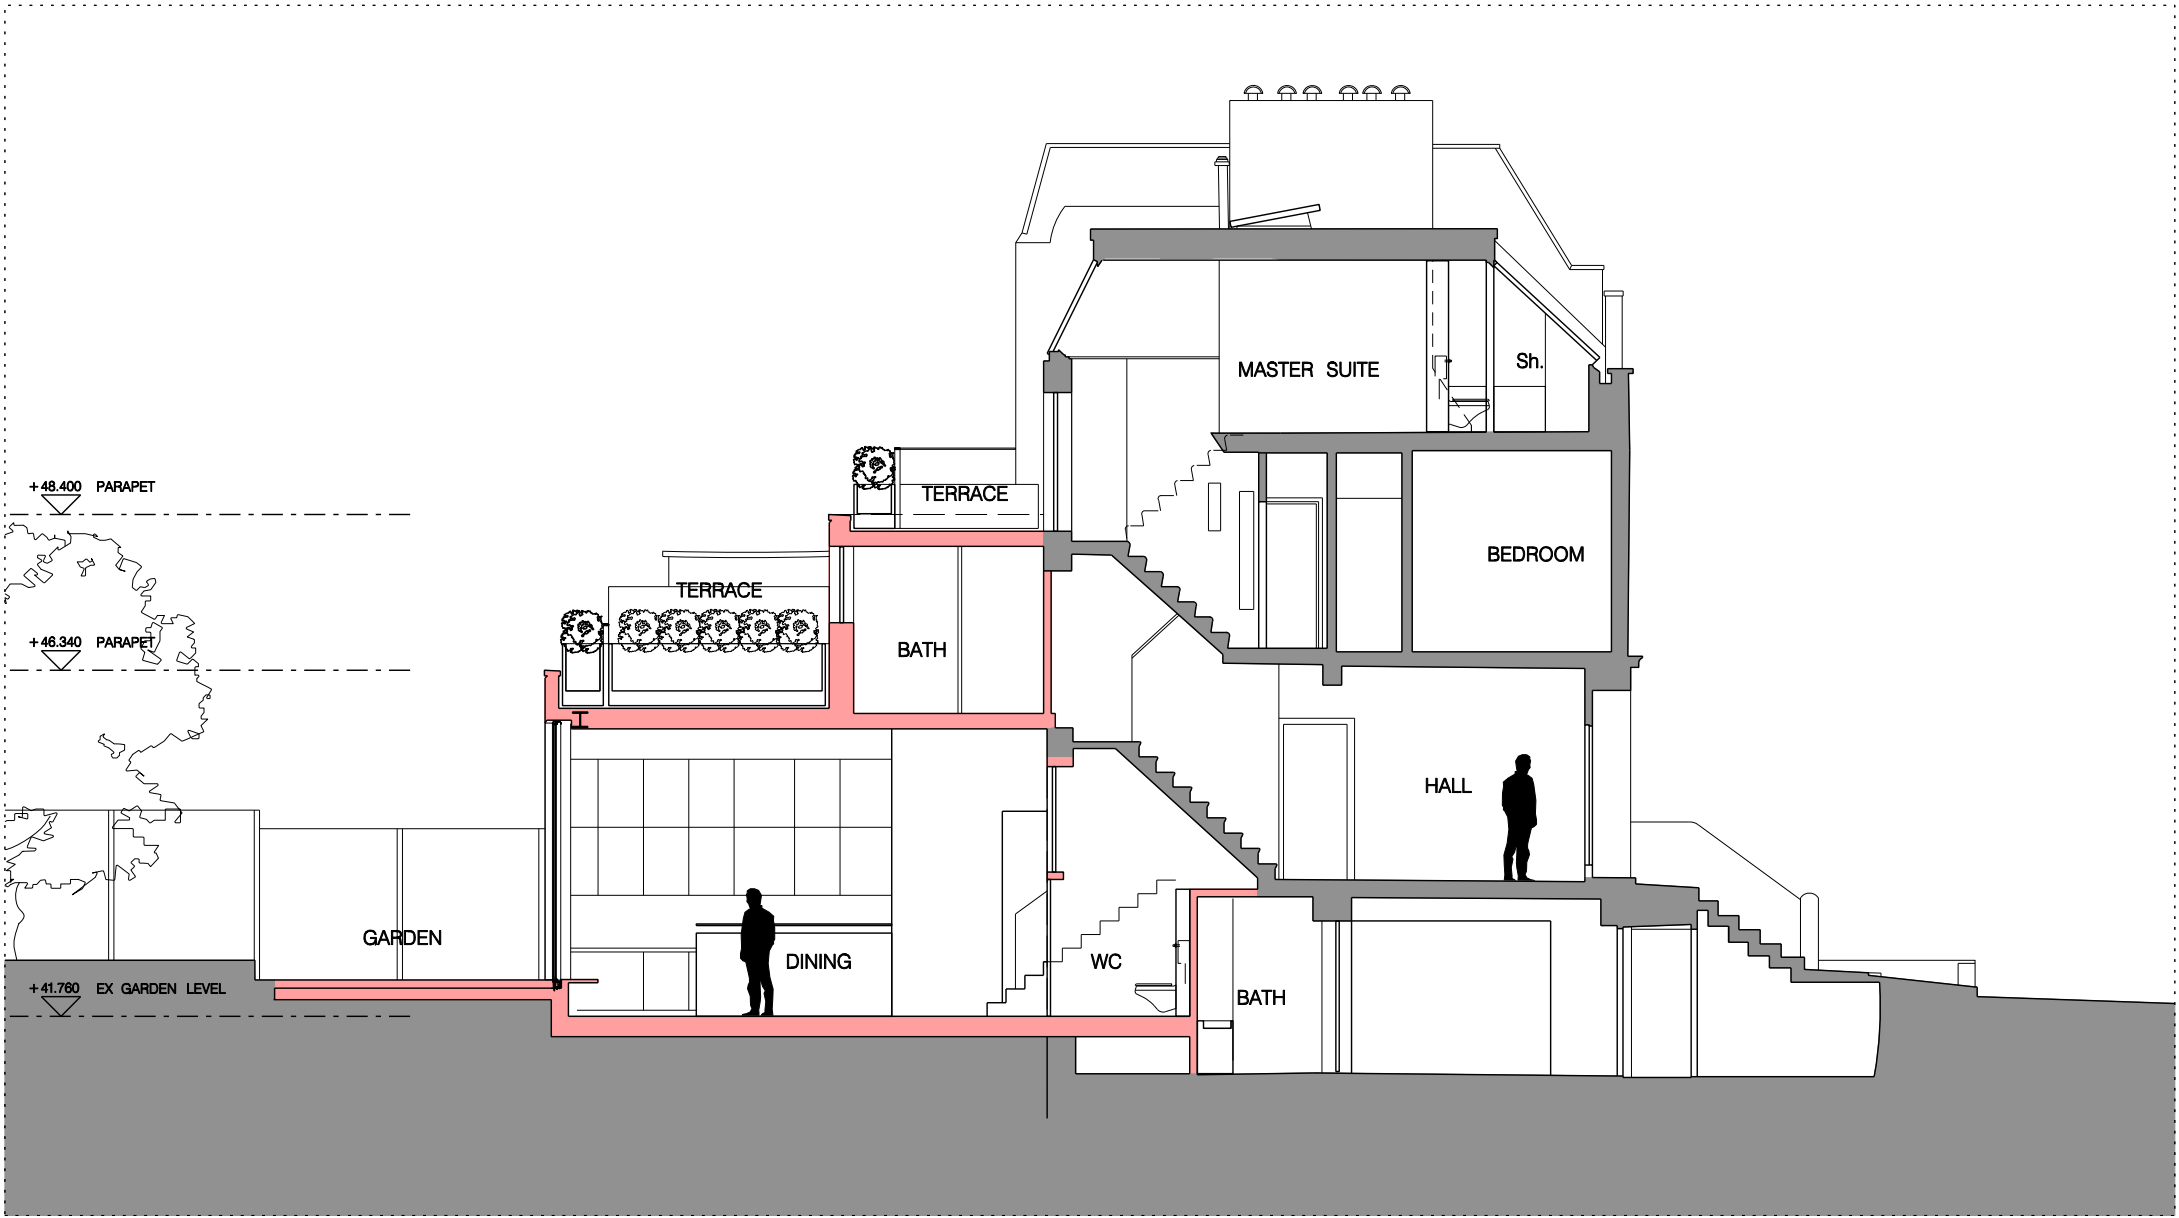 MASTER SUITE
Sh.
+48.400 PARAPET
TERRACE
BEDROOM
TERRACE
+46.340 PARAPET
BATH
HALL
GARDEN
DINING
WC
+41.760 EX GARDEN LEVEL
BATH